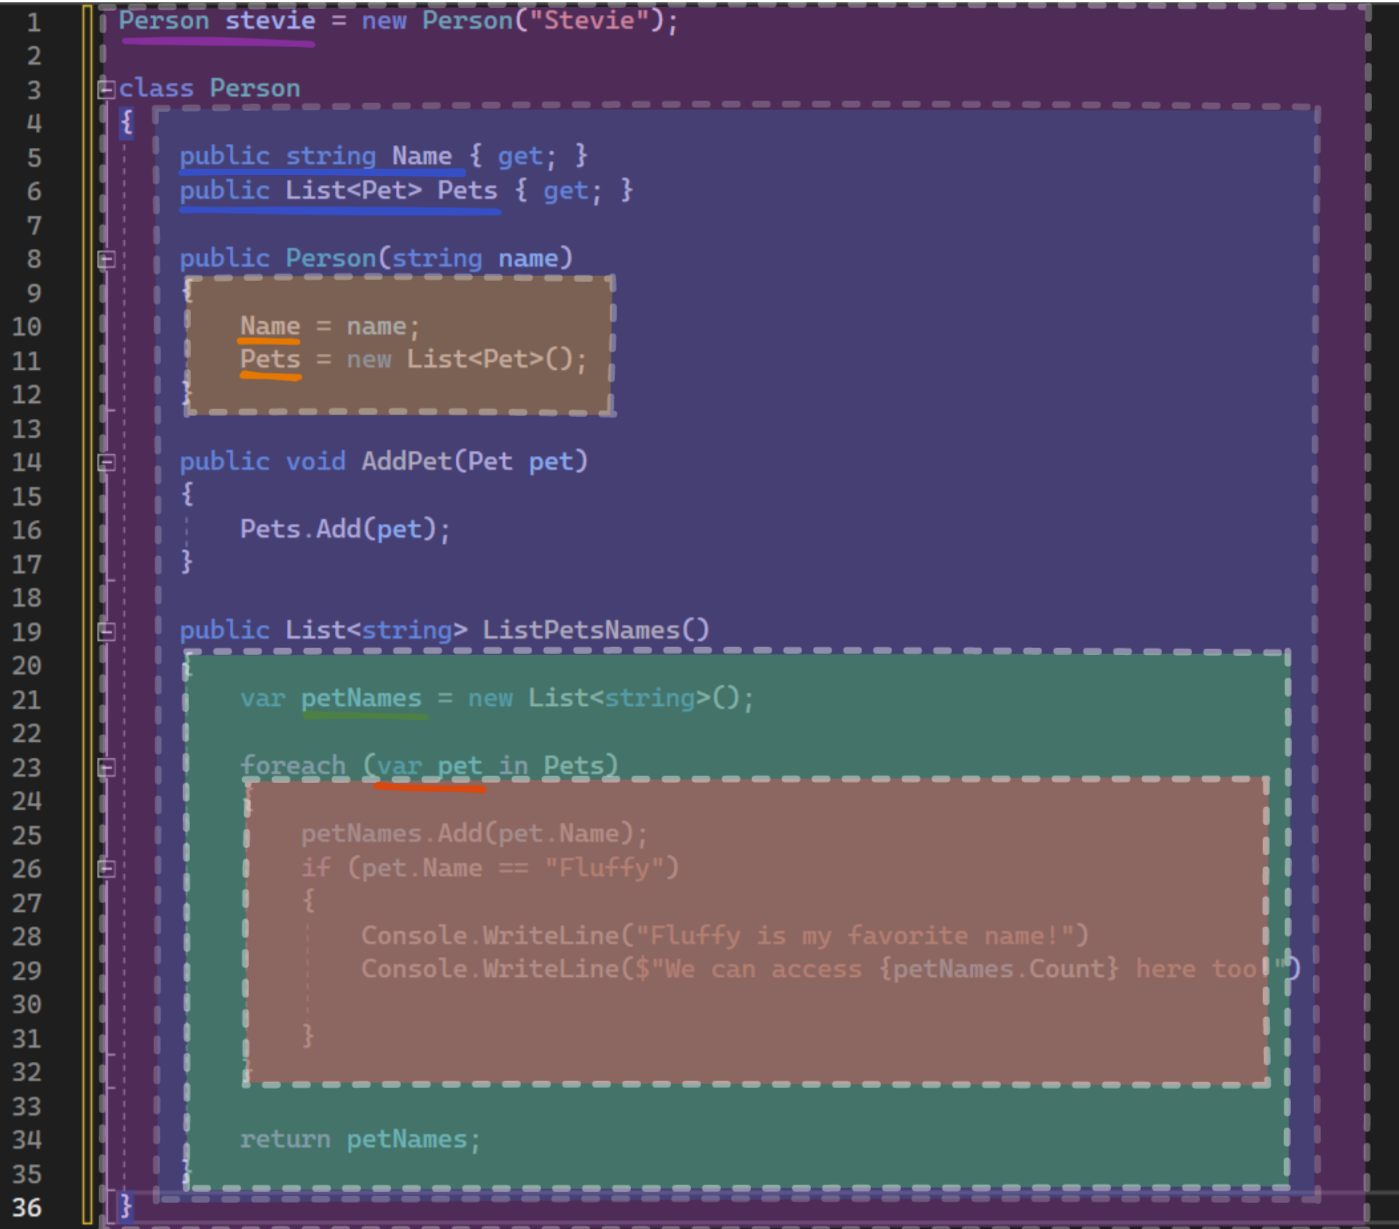 1 Person stevie = new Person("Stevie");
2
3 class Person
4 {
5 public string Name { get; }
6 public List<Pet> Pets { get; }
7
8 public Person(string name)
9 {
10 Name = name;
11 Pets = new List<Pet>();
12 }
13
14 public void AddPet(Pet pet)
15 {
16 Pets.Add(pet);
17 }
18
19 public List<string> ListPetsNames()
20 {
21 var petNames = new List<string>();
22
23 foreach (var pet in Pets)
24 {
25 petNames.Add(pet.Name);
26 if (pet.Name == "Fluffy")
27 {
28 Console.WriteLine("Fluffy is my favorite name!")
29 Console.WriteLine($"We can access {petNames.Count} here too!")
30
31 }
32 }
33
34 return petNames;
35 }
36 }